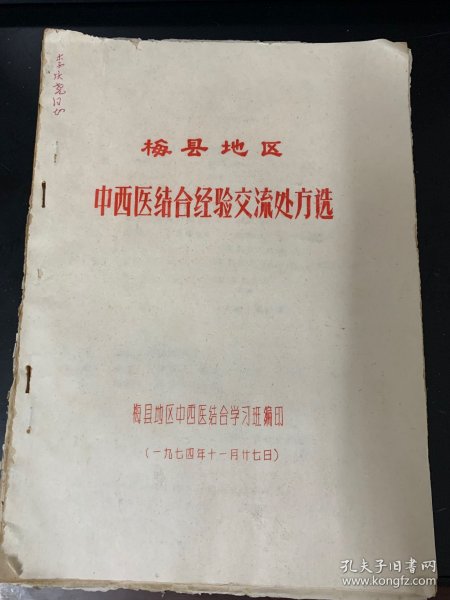 梅县地区
中西医结合经验交流处方选
梅县地区中西医结合学习班编印
(一九七四年十一月廿七日)
孔夫子旧书网
www.kongfz.com